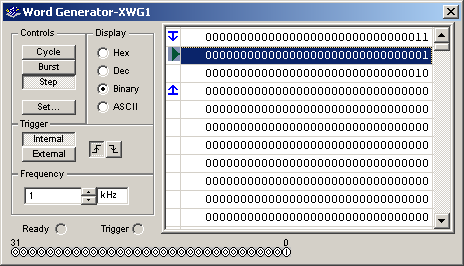 Word Generator-XWG1
Controls
Cycle
Burst
Step
Set...
Display
Hex
Dec
Binary
ASCII
Trigger
Internal
External
Frequency
1 kHz
Ready Trigger
31 0
00000000000000000000000000000011
00000000000000000000000000000001
00000000000000000000000000000010
00000000000000000000000000000000
00000000000000000000000000000000
00000000000000000000000000000000
00000000000000000000000000000000
00000000000000000000000000000000
00000000000000000000000000000000
00000000000000000000000000000000
00000000000000000000000000000000